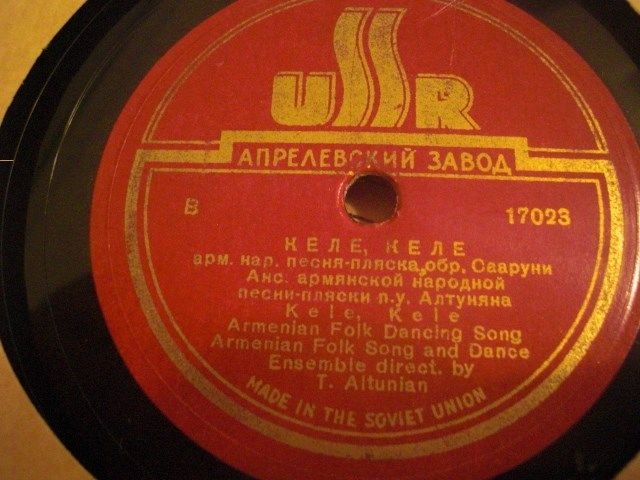 USSR
АПРЕЛЕВСКИЙ ЗАВОД
В 17023
КЕЛЕ, КЕЛЕ
арм. нар. песня-пляска, обр. Сааруни
Анс. армянской народной
песни-пляски п.у. Алтуняна
Kele, Kele
Armenian Folk Dancing Song
Armenian Folk Song and Dance
Ensemble direct. by
T. Altunian
MADE IN THE SOVIET UNION